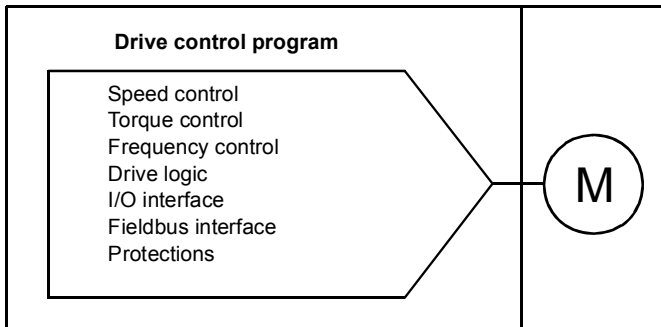 Drive control program
Speed control
Torque control
Frequency control
Drive logic
I/O interface
Fieldbus interface
Protections
M